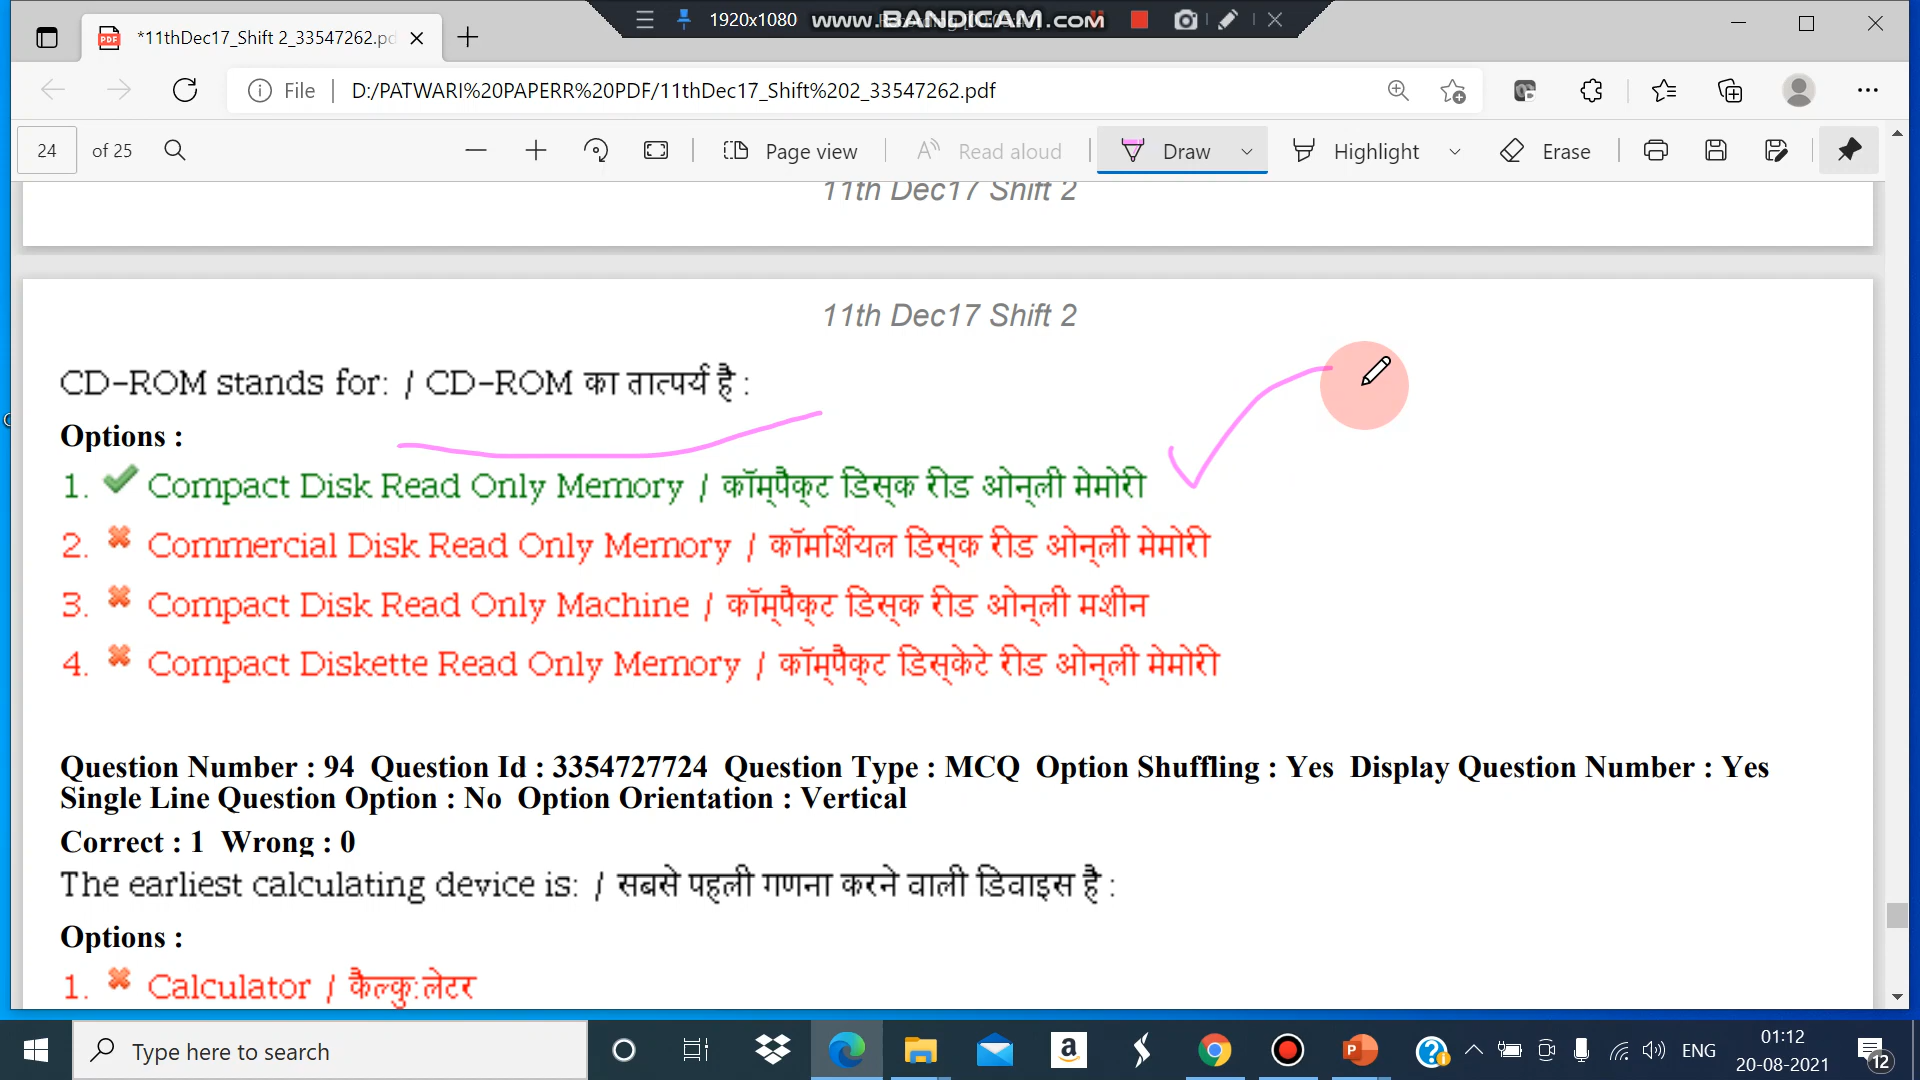 1920x1080 www.BANDICAM.com
*11thDec17_Shift 2_33547262.pd
File D:/PATWARI%20PAPERR%20PDF/11thDec17_Shift%202_33547262.pdf
24 of 25 Page view Read aloud Draw Highlight Erase
11th Dec17 Shift 2
11th Dec17 Shift 2
CD-ROM stands for: / CD-ROM का तात्पर्य है :
Options :
1. Compact Disk Read Only Memory / कॉम्पैक्ट डिस्क रीड ओन्ली मेमोरी
2. Commercial Disk Read Only Memory / कॉमर्शियल डिस्क रीड ओन्ली मेमोरी
3. Compact Disk Read Only Machine / कॉम्पैक्ट डिस्क रीड ओन्ली मशीन
4. Compact Diskette Read Only Memory / कॉम्पैक्ट डिस्केटे रीड ओन्ली मेमोरी
Question Number : 94 Question Id : 3354727724 Question Type : MCQ Option Shuffling : Yes Display Question Number : Yes
Single Line Question Option : No Option Orientation : Vertical
Correct : 1 Wrong : 0
The earliest calculating device is: / सबसे पहली गणना करने वाली डिवाइस है :
Options :
1. Calculator / कैल्कु:लेटर
Type here to search
ENG
01:12
20-08-2021
12